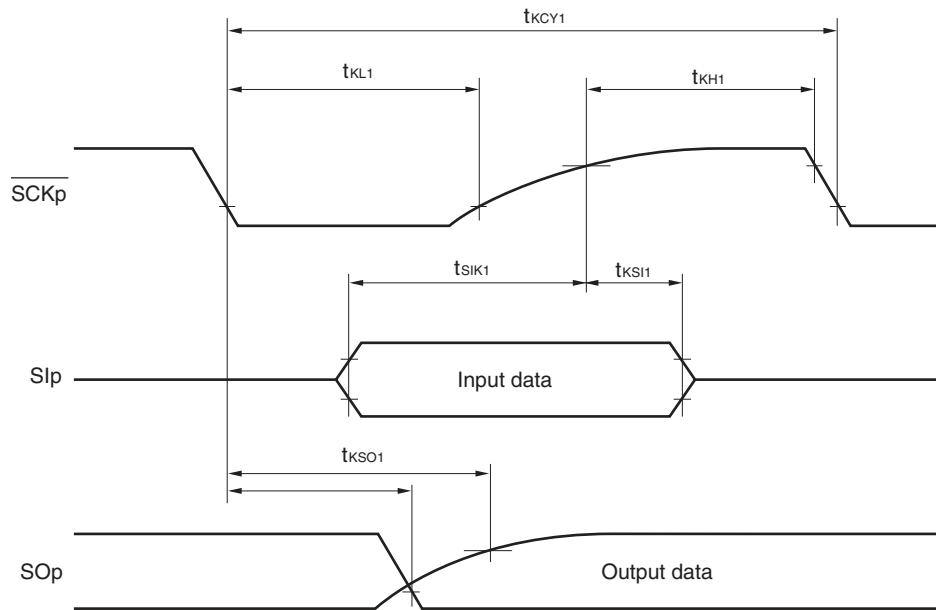 tKCY1
tKL1
tKH1
SCKp
tSIK1
tKSI1
SIp
Input data
tKSO1
SOp
Output data